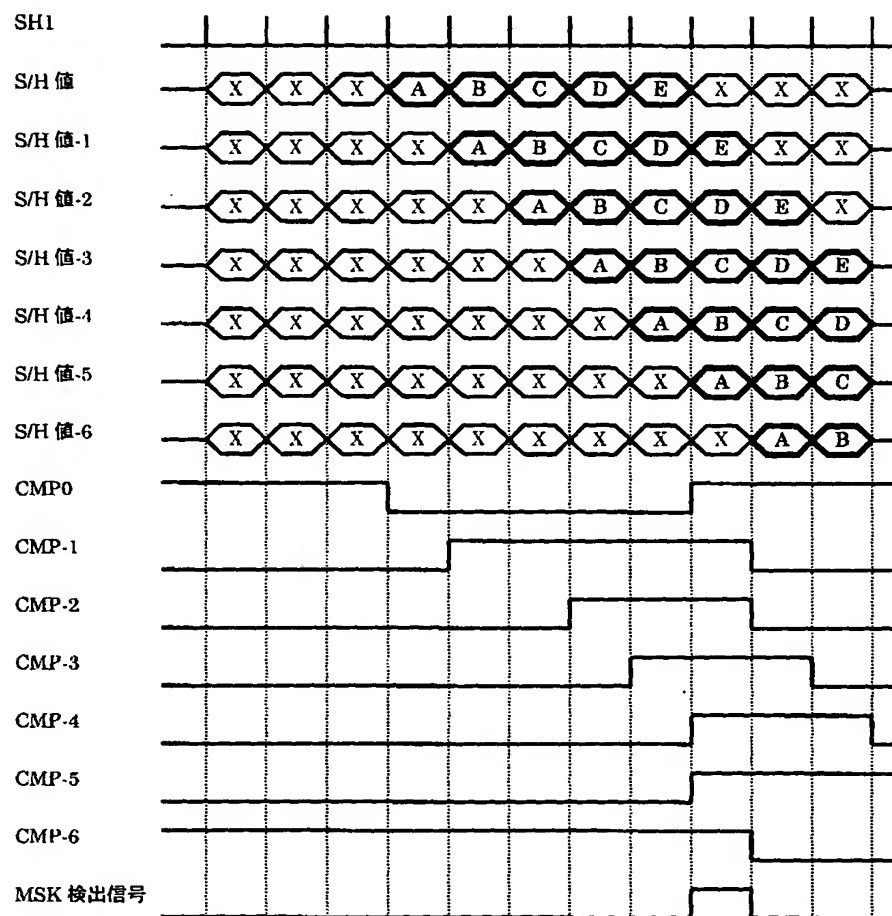 SH1
S/H 値 X X X A B C D E X X X
S/H 値-1 X X X X A B C D E X X
S/H 値-2 X X X X X A B C D E X
S/H 値-3 X X X X X X A B C D E
S/H 値-4 X X X X X X X A B C D
S/H 値-5 X X X X X X X X A B C
S/H 値-6 X X X X X X X X X A B
CMP0
CMP-1
CMP-2
CMP-3
CMP-4
CMP-5
CMP-6
MSK 検出信号